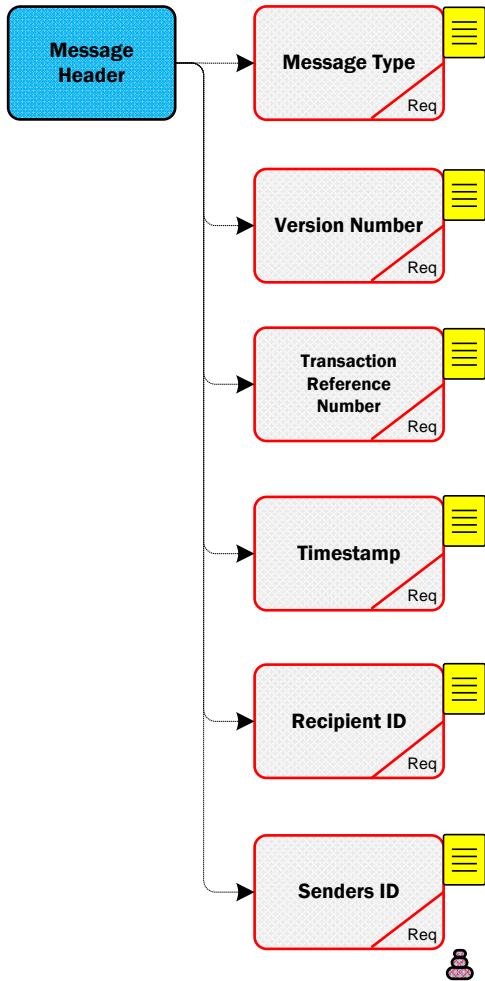 Message
Header
Message Type
Req
Version Number
Req
Transaction
Reference
Number
Req
Timestamp
Req
Recipient ID
Req
Senders ID
Req